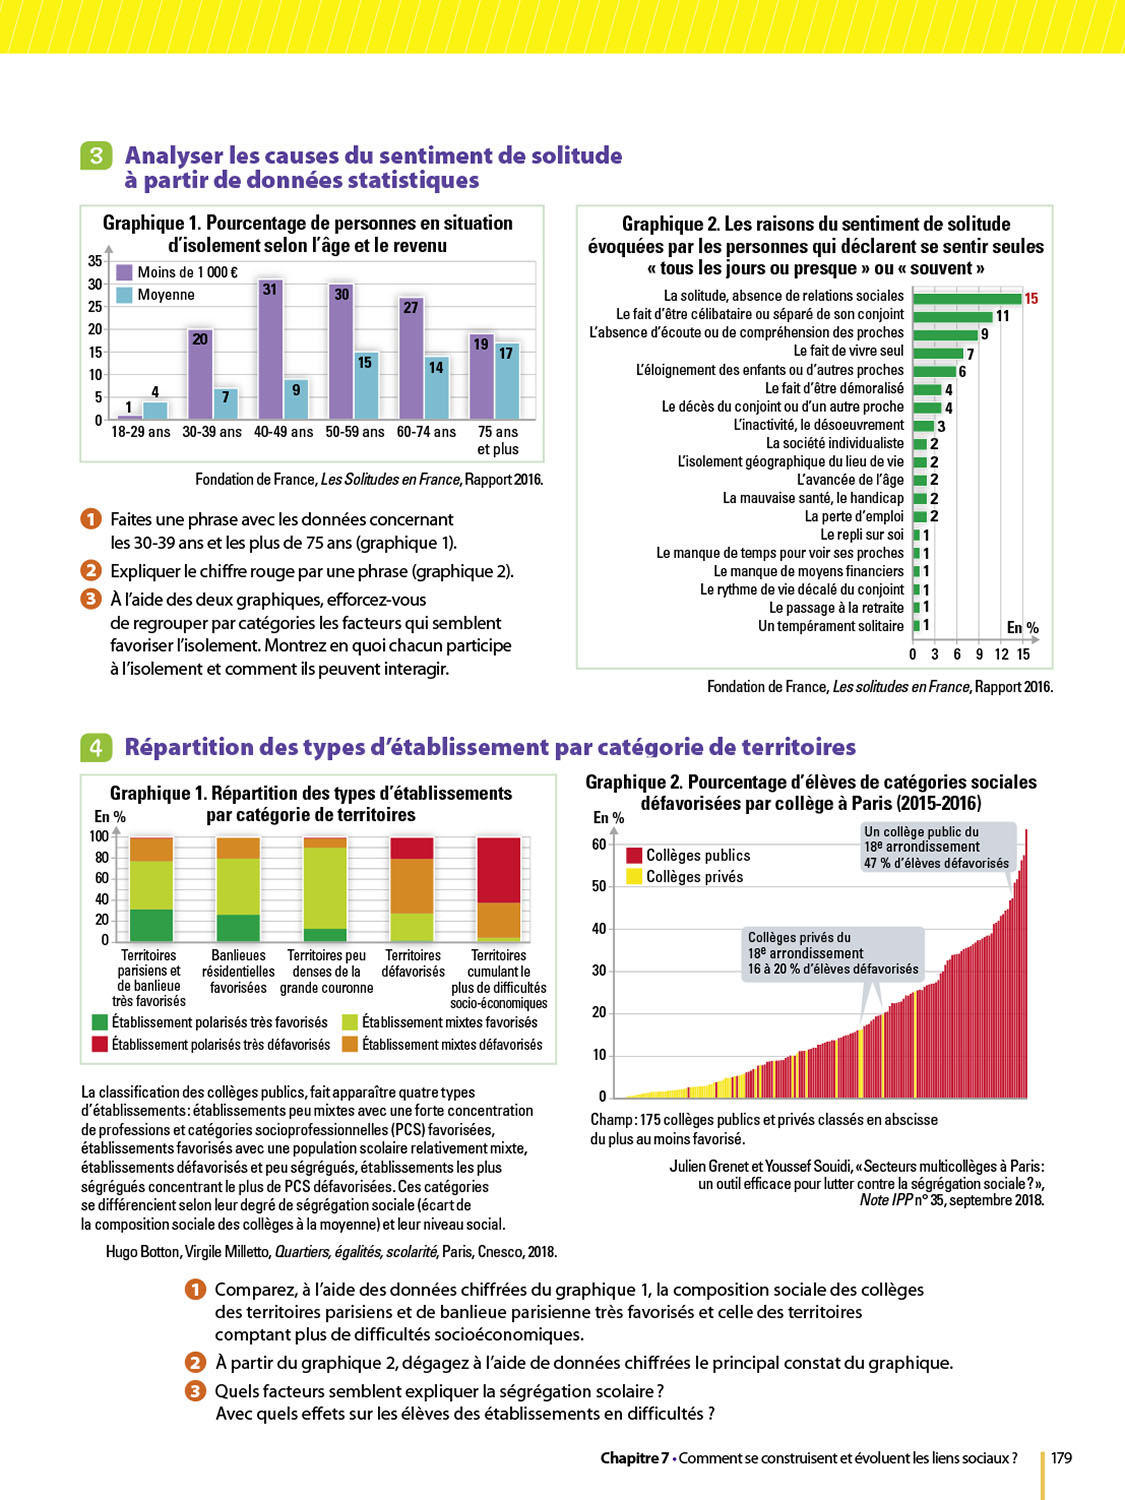 3 Analyser les causes du sentiment de solitude
à partir de données statistiques
Graphique 1. Pourcentage de personnes en situation
d'isolement selon l'âge et le revenu
35
30
25
20
15
10
5
0
Moins de 1 000 €
Moyenne
1 4 20 7 31 9 30 15 27 14 19 17
18-29 ans 30-39 ans 40-49 ans 50-59 ans 60-74 ans 75 ans
et plus
Fondation de France, Les Solitudes en France, Rapport 2016.
1 Faites une phrase avec les données concernant
les 30-39 ans et les plus de 75 ans (graphique 1).
2 Expliquer le chiffre rouge par une phrase (graphique 2).
3 À l'aide des deux graphiques, efforcez-vous
de regrouper par catégories les facteurs qui semblent
favoriser l'isolement. Montrez en quoi chacun participe
à l'isolement et comment ils peuvent interagir.
Graphique 2. Les raisons du sentiment de solitude
évoquées par les personnes qui déclarent se sentir seules
« tous les jours ou presque » ou « souvent »
La solitude, absence de relations sociales 15
Le fait d'être célibataire ou séparé de son conjoint 11
L'absence d'écoute ou de compréhension des proches 9
Le fait de vivre seul 7
L'éloignement des enfants ou d'autres proches 6
Le fait d'être démoralisé 4
Le décès du conjoint ou d'un autre proche 4
L'inactivité, le désoeuvrement 3
La société individualiste 2
L'isolement géographique du lieu de vie 2
L'avancée de l'âge 2
La mauvaise santé, le handicap 2
La perte d'emploi 2
Le repli sur soi 1
Le manque de temps pour voir ses proches 1
Le manque de moyens financiers 1
Le rythme de vie décalé du conjoint 1
Le passage à la retraite 1
Un tempérament solitaire 1
En %
0 3 6 9 12 15
Fondation de France, Les solitudes en France, Rapport 2016.
4 Répartition des types d'établissement par catégorie de territoires
Graphique 1. Répartition des types d'établissements
par catégorie de territoires
En %
100
80
60
40
20
0
Territoires
parisiens et
de banlieue
très favorisés
Banlieues
résidentielles
favorisées
Territoires peu
denses de la
grande couronne
Territoires
défavorisés
Territoires
cumulant le
plus de difficultés
socio-économiques
Établissement polarisés très favorisés
Établissement mixtes favorisés
Établissement polarisés très défavorisés
Établissement mixtes défavorisés
La classification des collèges publics, fait apparaître quatre types
d'établissements : établissements peu mixtes avec une forte concentration
de professions et catégories socioprofessionnelles (PCS) favorisées,
établissements favorisés avec une population scolaire relativement mixte,
établissements défavorisés et peu ségrégués, établissements les plus
ségrégués concentrant le plus de PCS défavorisées. Ces catégories
se différencient selon leur degré de ségrégation sociale (écart de
la composition sociale des collèges à la moyenne) et leur niveau social.
Hugo Botton, Virgile Milletto, Quartiers, égalités, scolarité, Paris, Cnesco, 2018.
Graphique 2. Pourcentage d'élèves de catégories sociales
défavorisées par collège à Paris (2015-2016)
En %
60
50
40
30
20
10
0
Collèges publics
Collèges privés
Un collège public du
18e arrondissement
47 % d'élèves défavorisés
Collèges privés du
18e arrondissement
16 à 20 % d'élèves défavorisés
Champ : 175 collèges publics et privés classés en abscisse
du plus au moins favorisé.
Julien Grenet et Youssef Souidi, « Secteurs multicollèges à Paris :
un outil efficace pour lutter contre la ségrégation sociale ? »,
Note IPP n° 35, septembre 2018.
1 Comparez, à l'aide des données chiffrées du graphique 1, la composition sociale des collèges
des territoires parisiens et de banlieue parisienne très favorisés et celle des territoires
comptant plus de difficultés socioéconomiques.
2 À partir du graphique 2, dégagez à l'aide de données chiffrées le principal constat du graphique.
3 Quels facteurs semblent expliquer la ségrégation scolaire ?
Avec quels effets sur les élèves des établissements en difficultés ?
Chapitre 7 • Comment se construisent et évoluent les liens sociaux ? 179